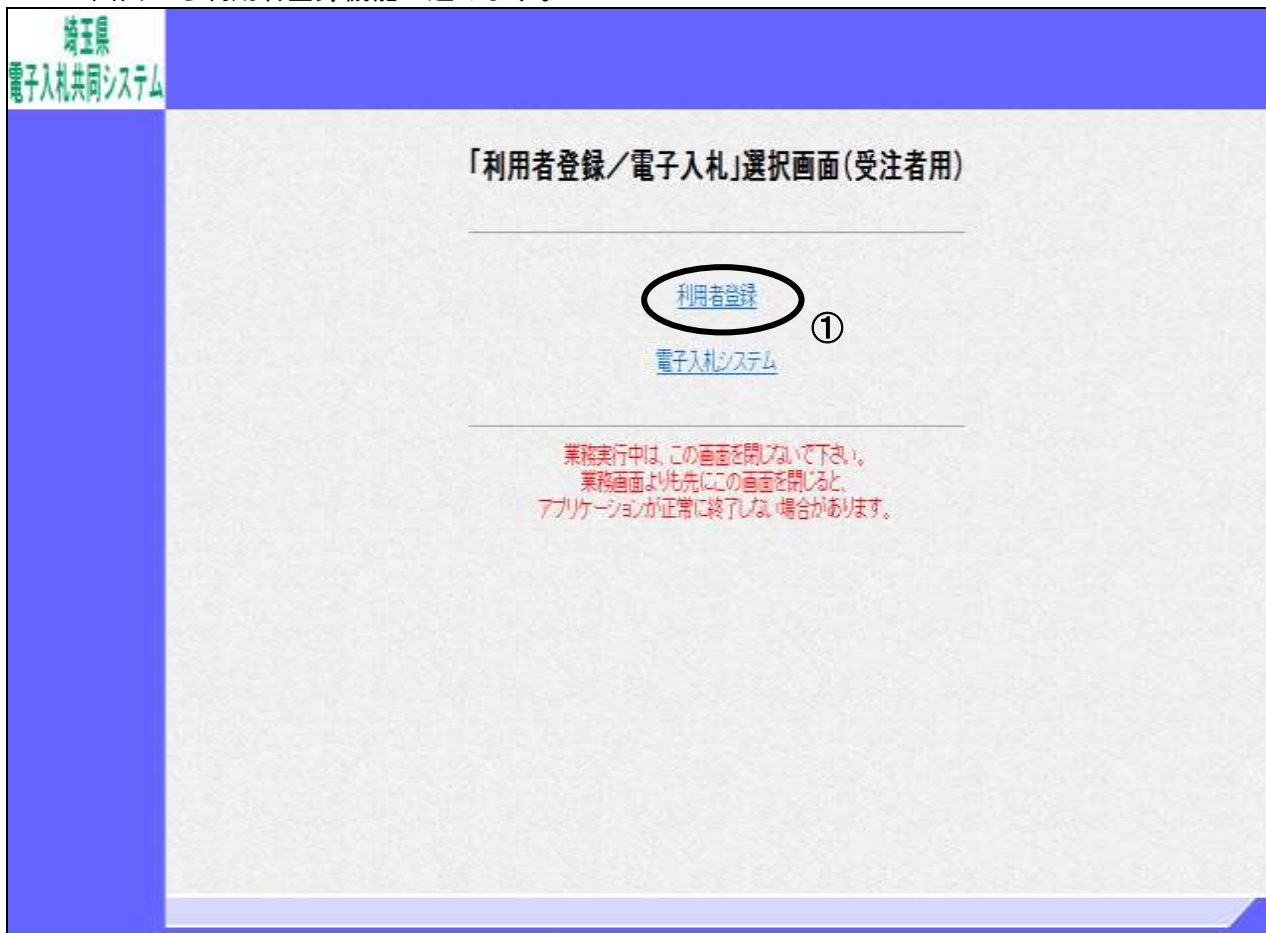 埼玉県
電子入札共同システム
「利用者登録／電子入札」選択画面(受注者用)
利用者登録
①
電子入札システム
業務実行中は、この画面を閉じないで下さい。
業務画面よりも先にこの画面を閉じると、
アプリケーションが正常に終了しない場合があります。